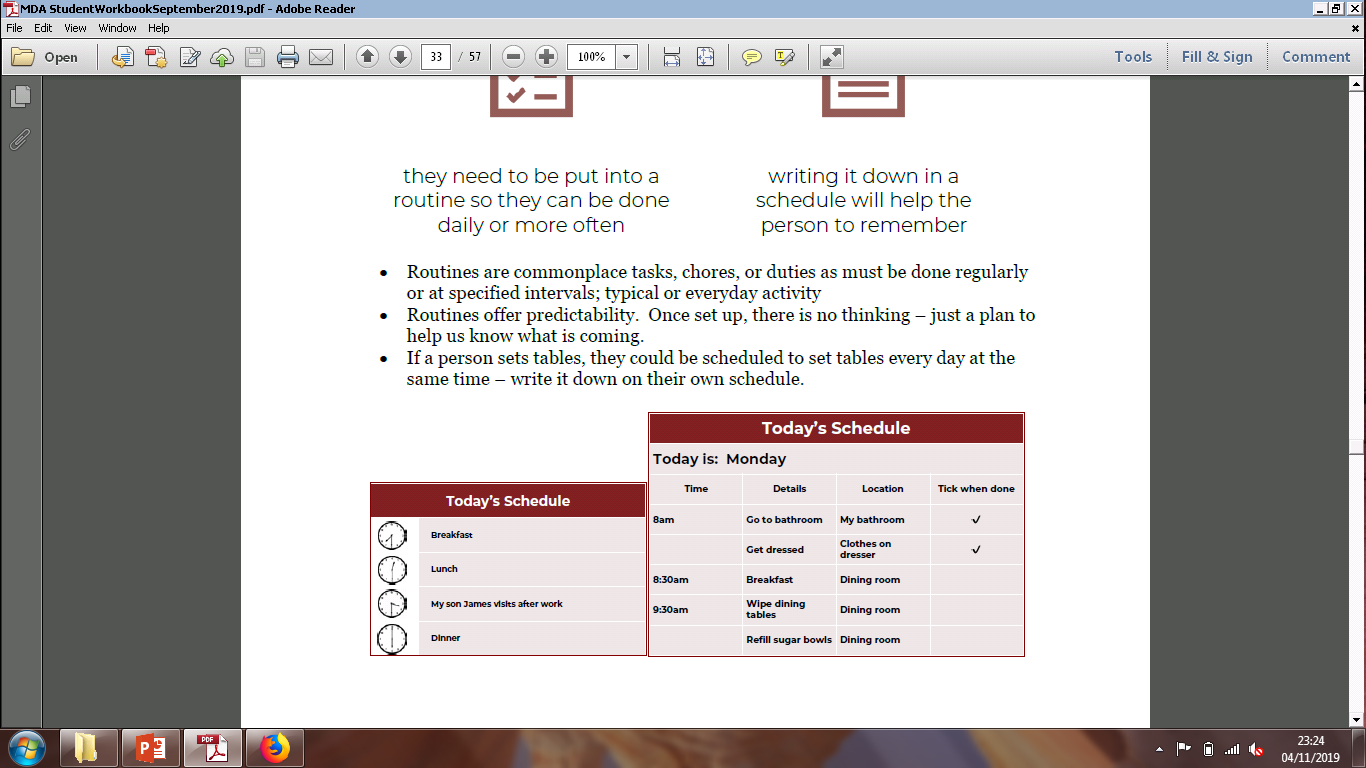 MDA StudentWorkbookSeptember2019.pdf - Adobe Reader
File Edit View Window Help
Open 33 / 57 100% Tools Fill & Sign Comment
they need to be put into a
routine so they can be done
daily or more often
writing it down in a
schedule will help the
person to remember
• Routines are commonplace tasks, chores, or duties as must be done regularly
or at specified intervals; typical or everyday activity
• Routines offer predictability.  Once set up, there is no thinking – just a plan to
help us know what is coming.
• If a person sets tables, they could be scheduled to set tables every day at the
same time – write it down on their own schedule.
Today's Schedule
Breakfast
Lunch
My son James visits after work
Dinner
Today's Schedule
Today is:  Monday
Time Details Location Tick when done
8am Go to bathroom My bathroom ✓
Get dressed Clothes on
dresser ✓
8:30am Breakfast Dining room
9:30am Wipe dining
tables Dining room
Refill sugar bowls Dining room
23:24
04/11/2019